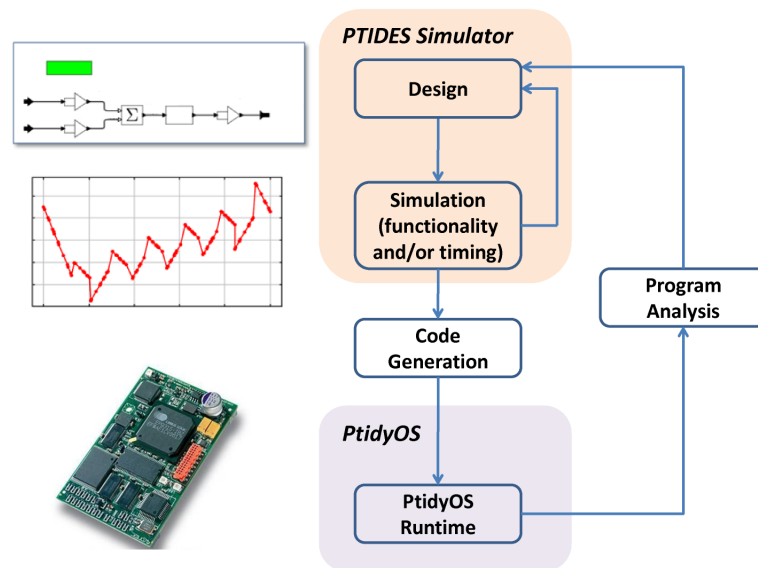 PTIDES Simulator
Design
Σ
Simulation
(functionality
and/or timing)
Program
Analysis
Code
Generation
PtidyOS
PtidyOS
Runtime